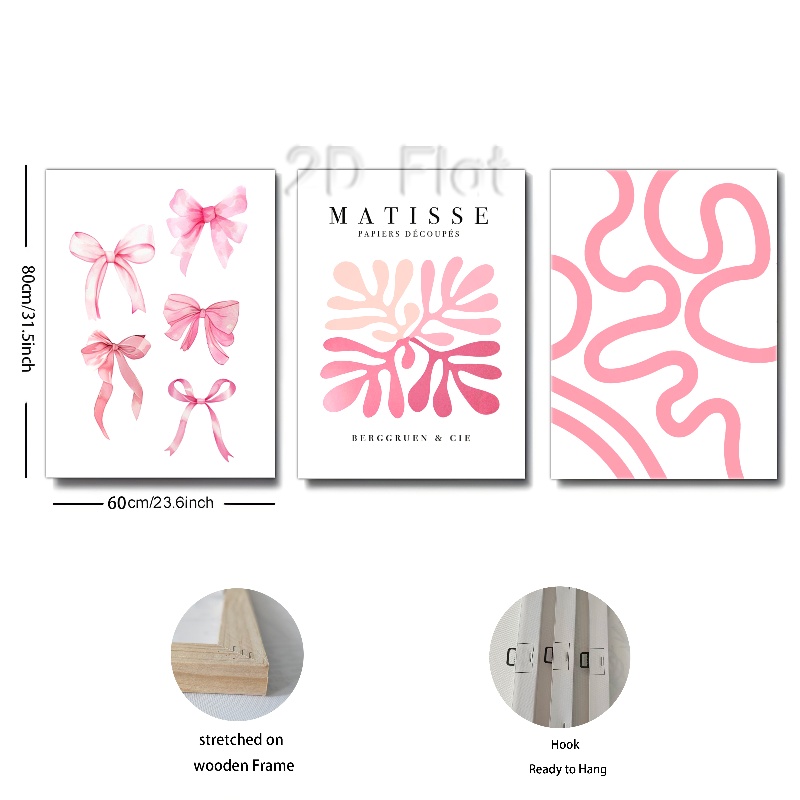 2D Flat
MATISSE
PAPIERS DÉCOUPÉS
BERGGRUEN & CIE
80cm/31.5inch
60cm/23.6inch
stretched on
wooden Frame
Hook
Ready to Hang